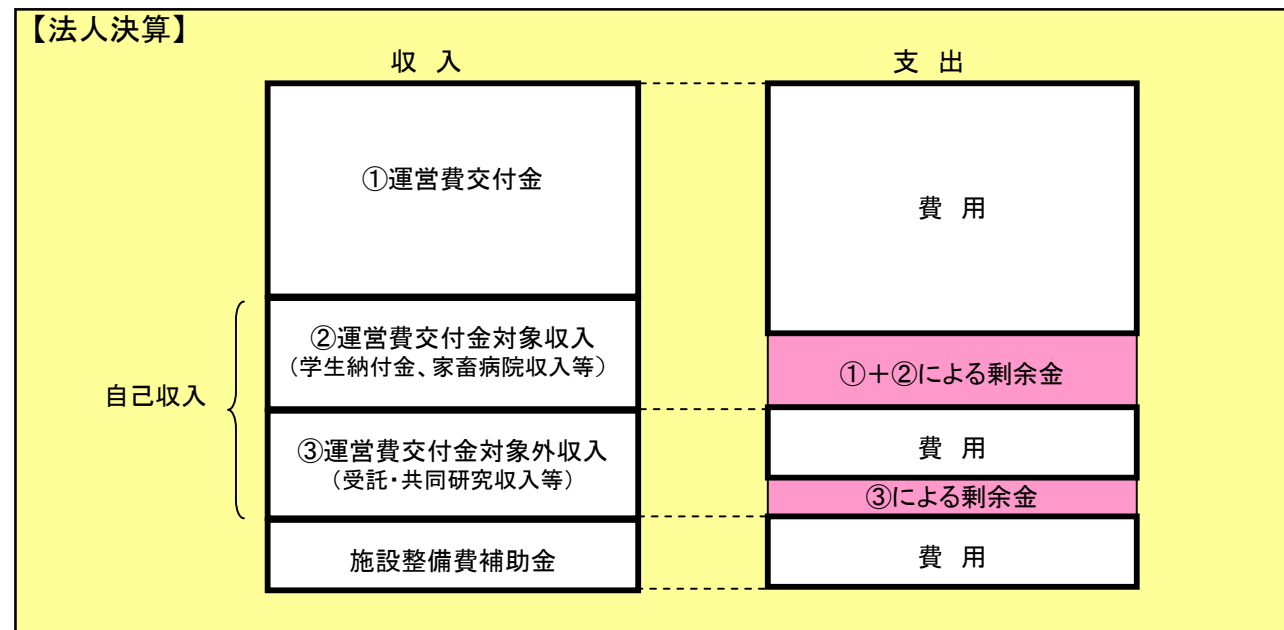 【法人決算】
収 入
支 出
①運営費交付金
費 用
②運営費交付金対象収入
(学生納付金、家畜病院収入等)
①+②による剰余金
自己収入
③運営費交付金対象外収入
(受託・共同研究収入等)
費 用
③による剰余金
施設整備費補助金
費 用